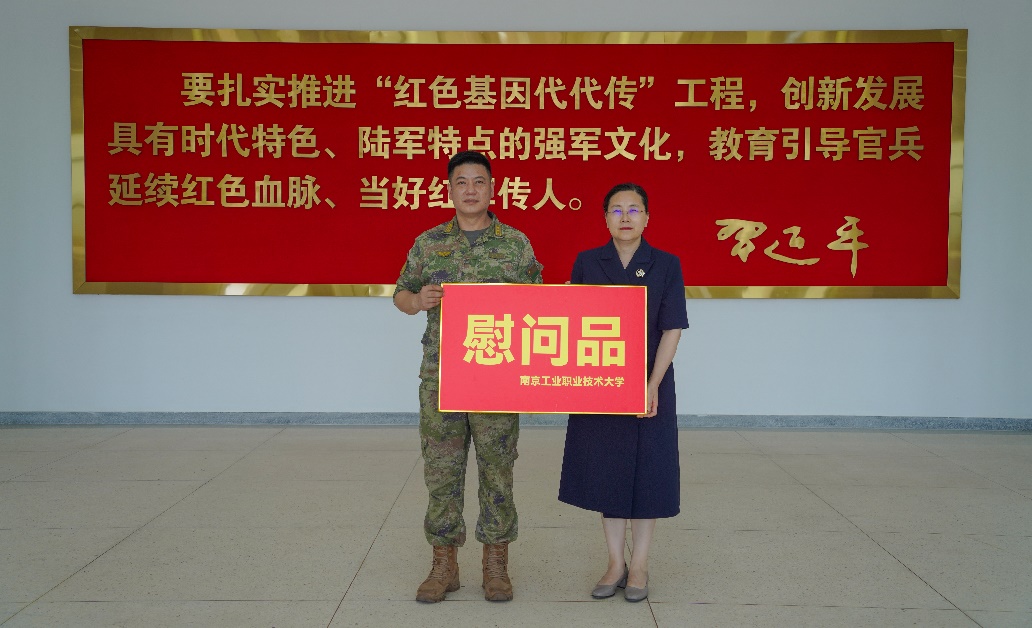 要扎实推进“红色基因代代传”工程，创新发展
具有时代特色、陆军特点的强军文化，教育引导官兵
延续红色血脉、当好红军传人。
习近平
慰问品
南京工业职业技术大学